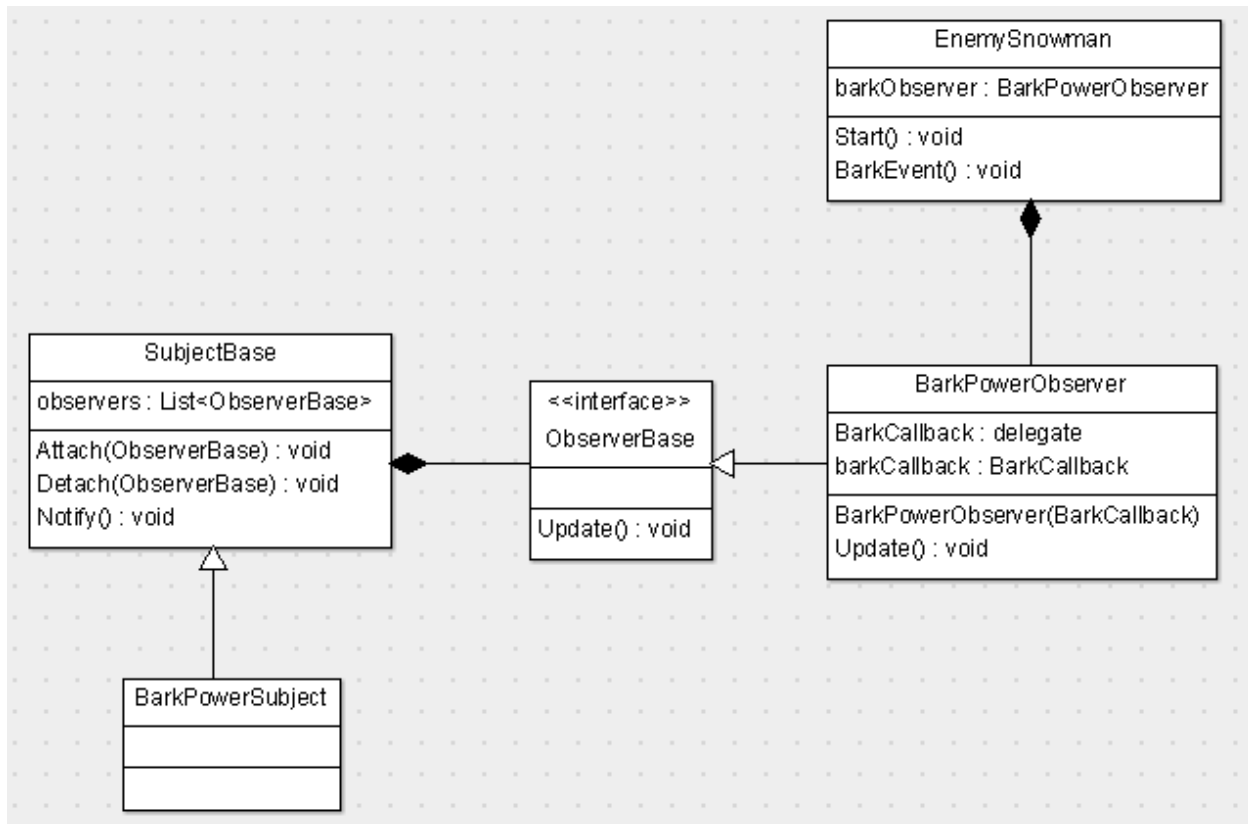 EnemySnowman
barkObserver : BarkPowerObserver
Start() : void
BarkEvent() : void
SubjectBase
observers : List<ObserverBase>
Attach(ObserverBase) : void
Detach(ObserverBase) : void
Notify() : void
<<interface>>
ObserverBase
Update() : void
BarkPowerObserver
BarkCallback : delegate
barkCallback : BarkCallback
BarkPowerObserver(BarkCallback)
Update() : void
BarkPowerSubject